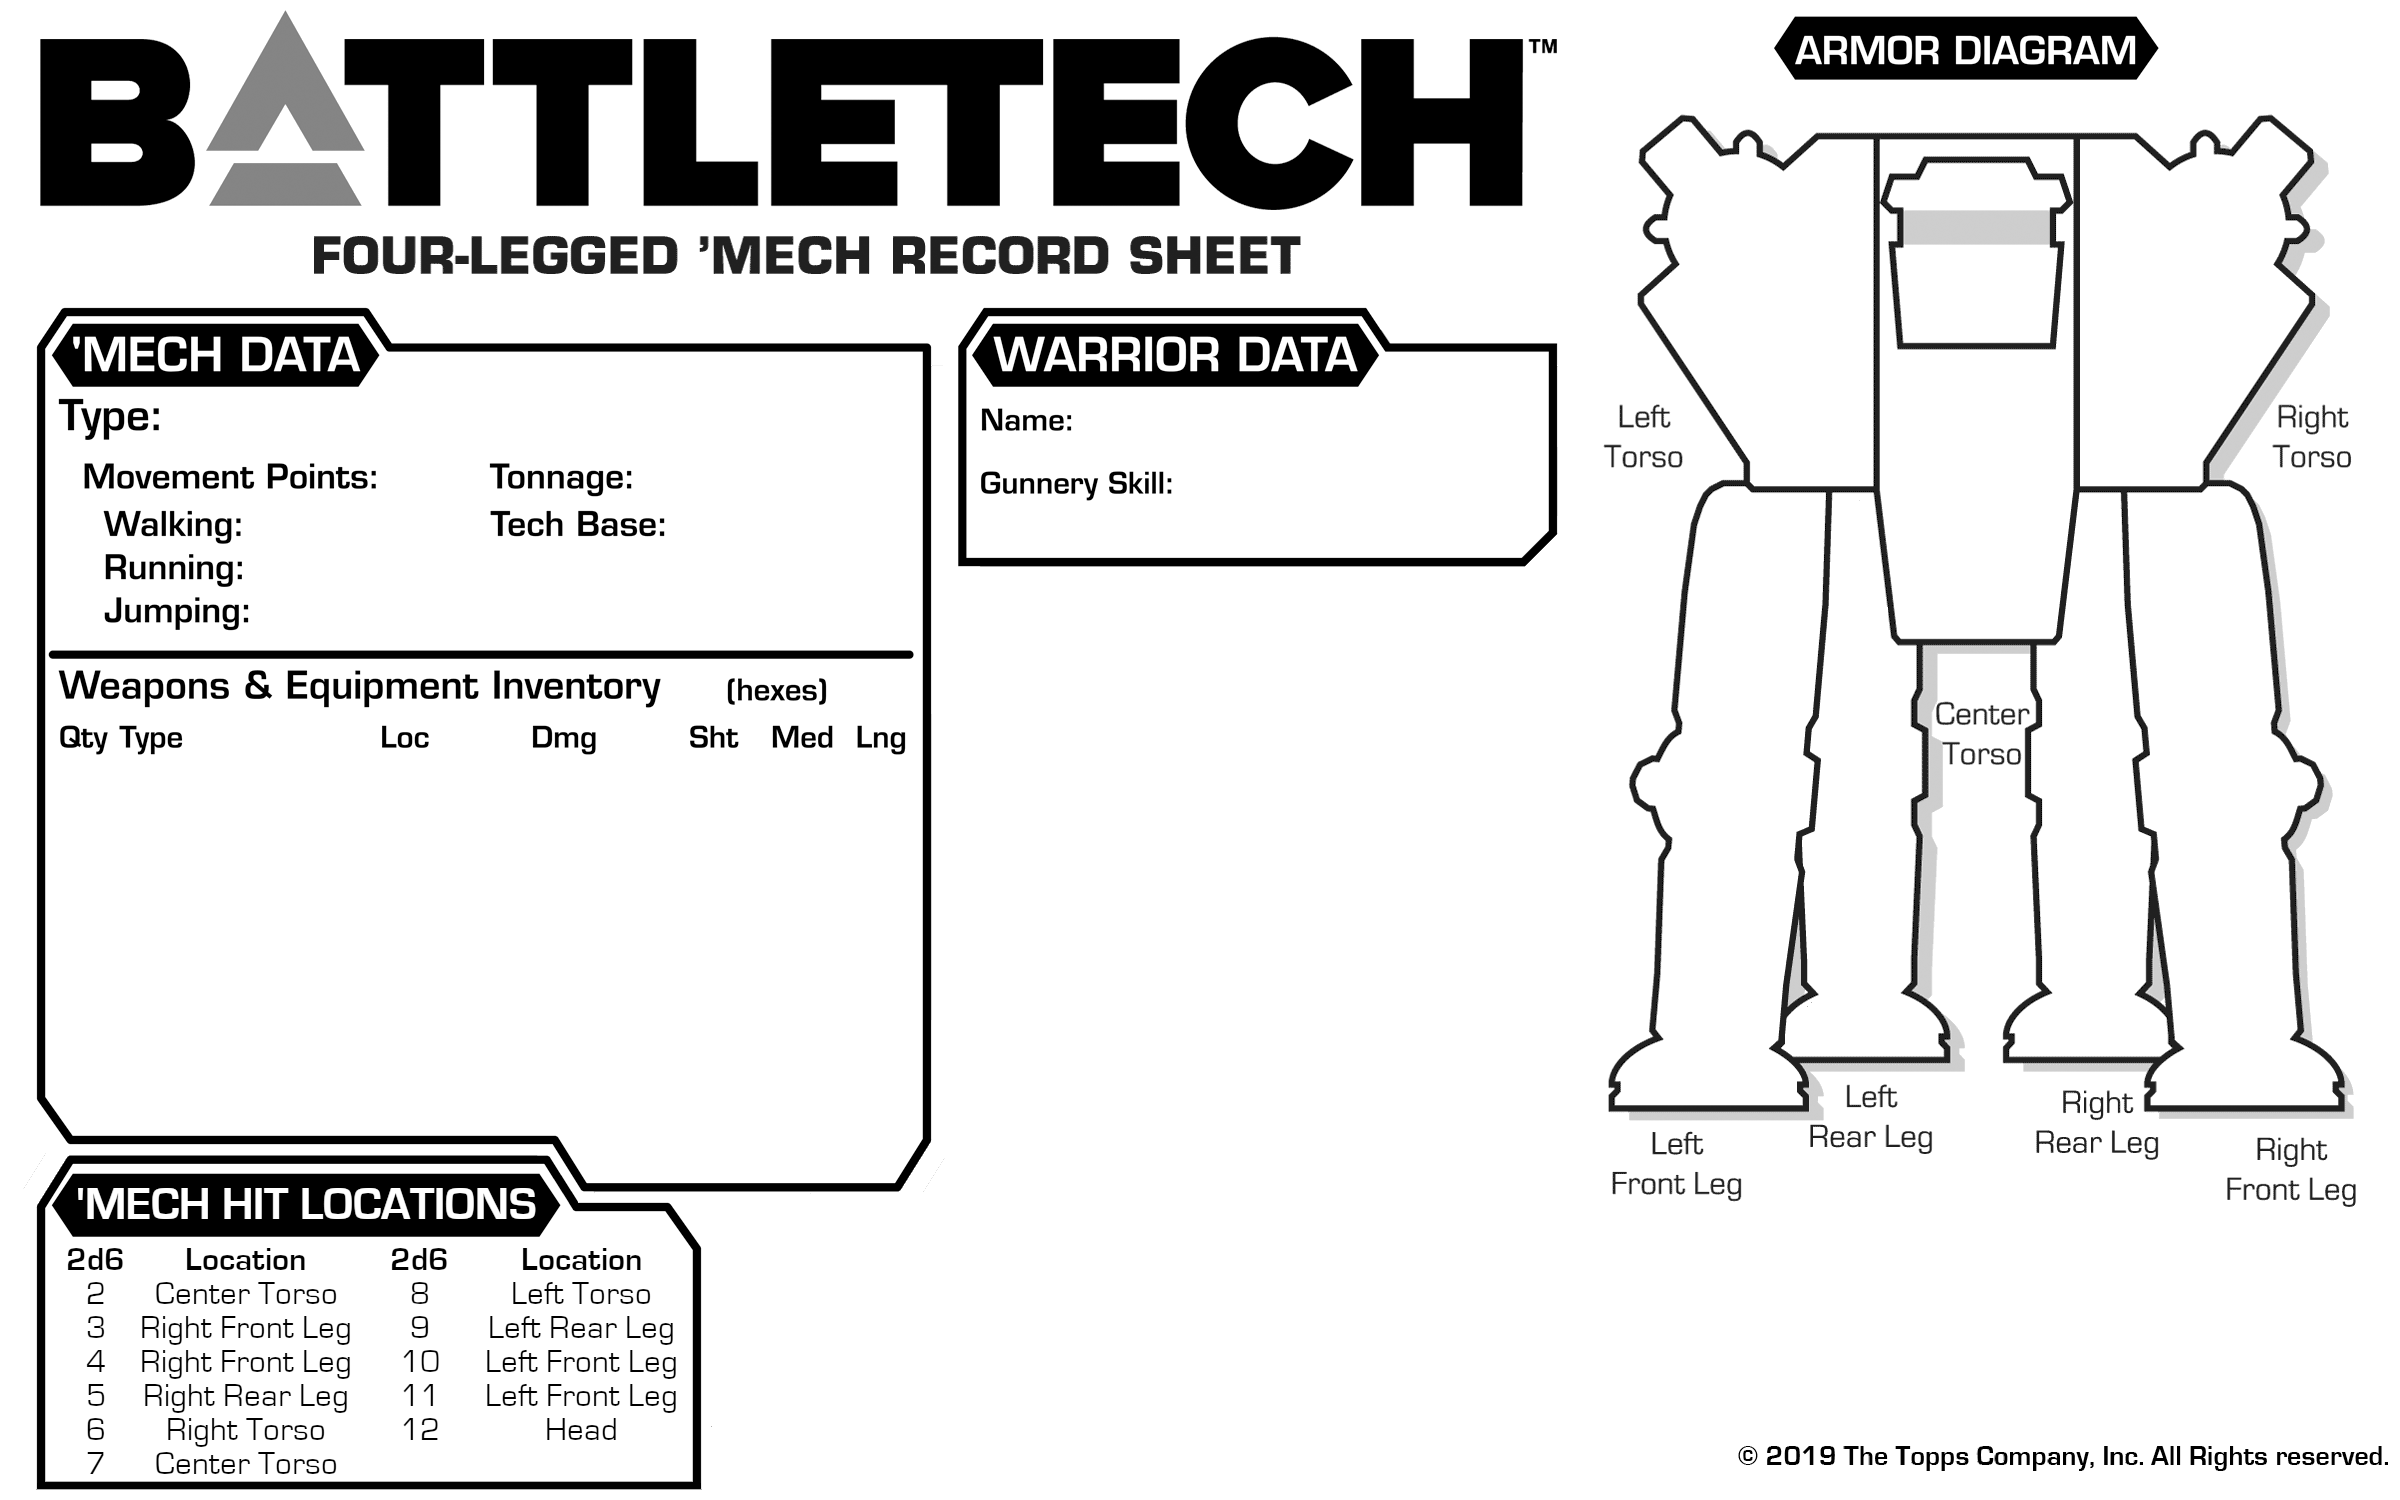 BATTLETECH™
FOUR-LEGGED 'MECH RECORD SHEET
'MECH DATA
Type:
Movement Points: Tonnage:
Walking: Tech Base:
Running:
Jumping:
Weapons & Equipment Inventory (hexes)
Qty Type Loc Dmg Sht Med Lng
WARRIOR DATA
Name:
Gunnery Skill:
'MECH HIT LOCATIONS
2d6 Location 2d6 Location
2 Center Torso 8 Left Torso
3 Right Front Leg 9 Left Rear Leg
4 Right Front Leg 10 Left Front Leg
5 Right Rear Leg 11 Left Front Leg
6 Right Torso 12 Head
7 Center Torso
ARMOR DIAGRAM
Left
Torso
Right
Torso
Center
Torso
Left
Front Leg
Left
Rear Leg
Right
Rear Leg
Right
Front Leg
© 2019 The Topps Company, Inc. All Rights reserved.